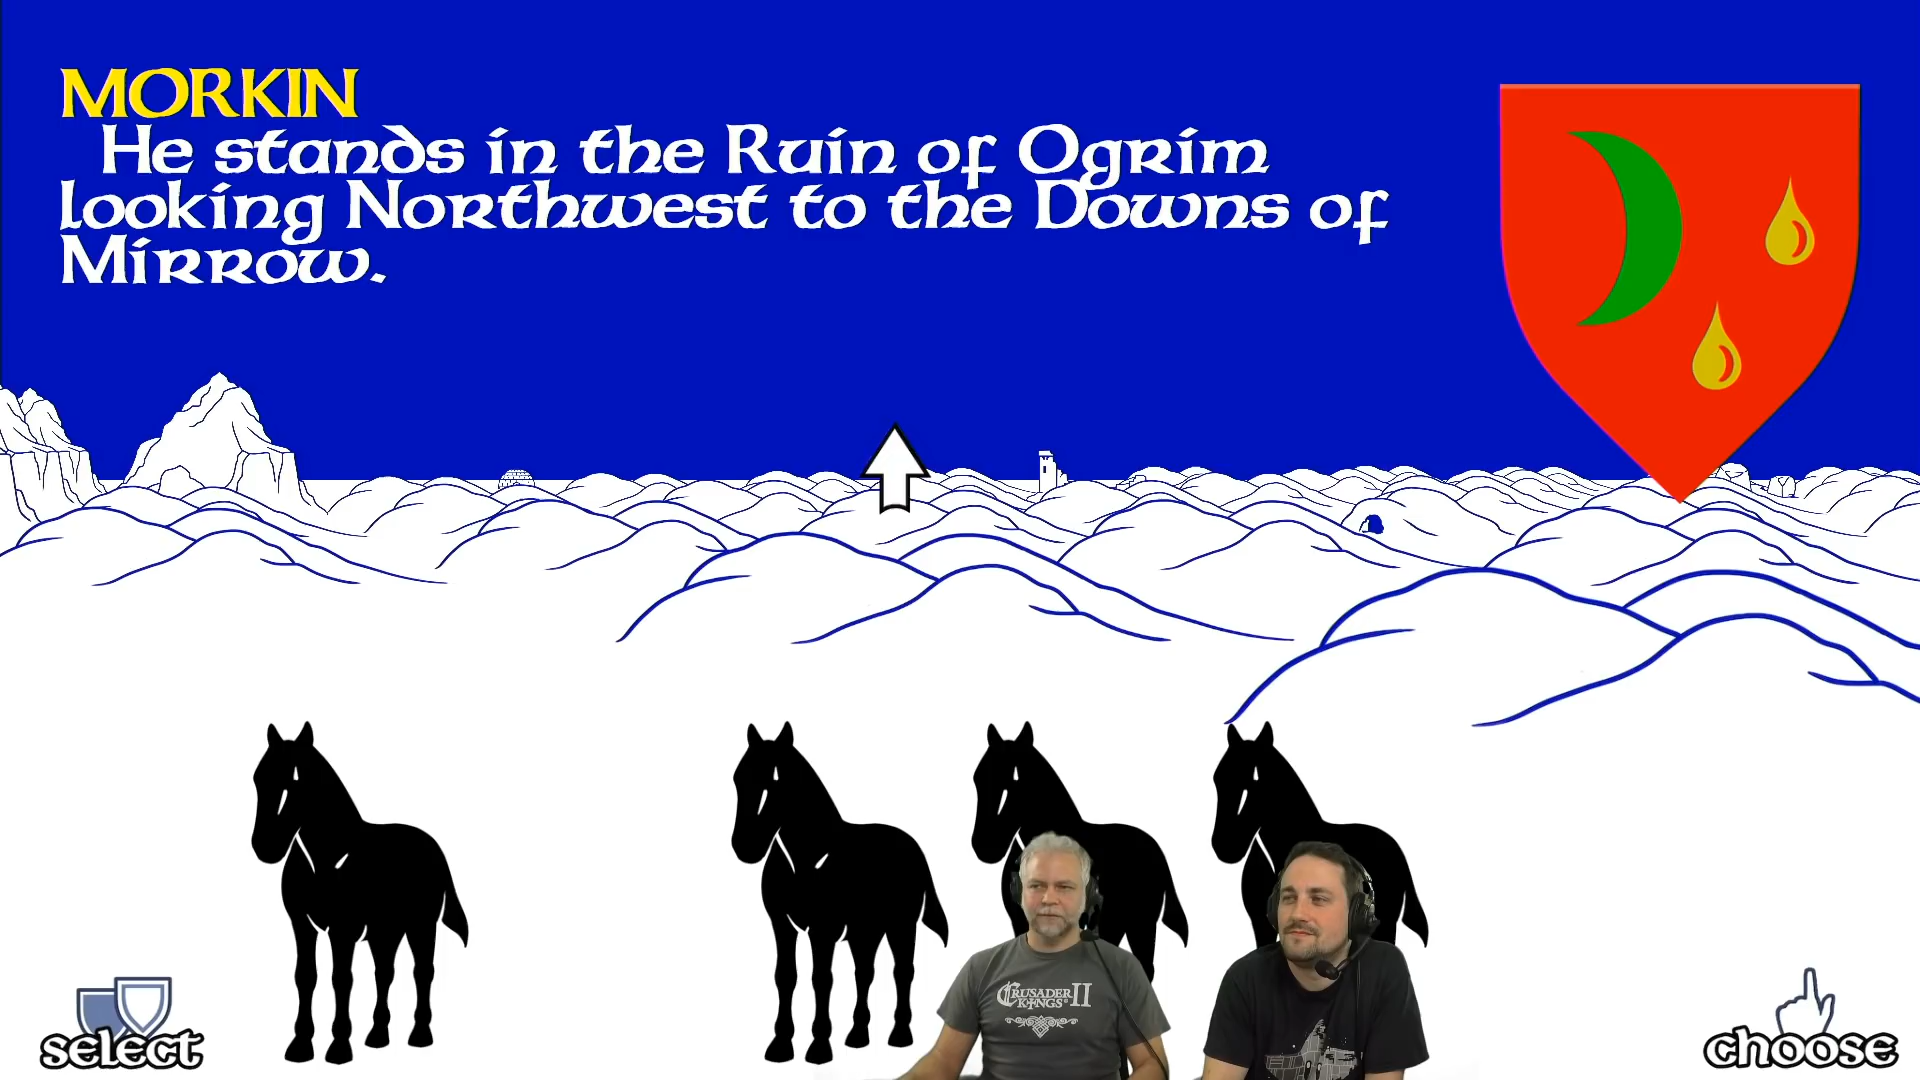 MORKIN
He stands in the Ruin of Ogrim
looking Northwest to the Downs of
Mirrow.
CRUSADER
KINGS II
select
choose